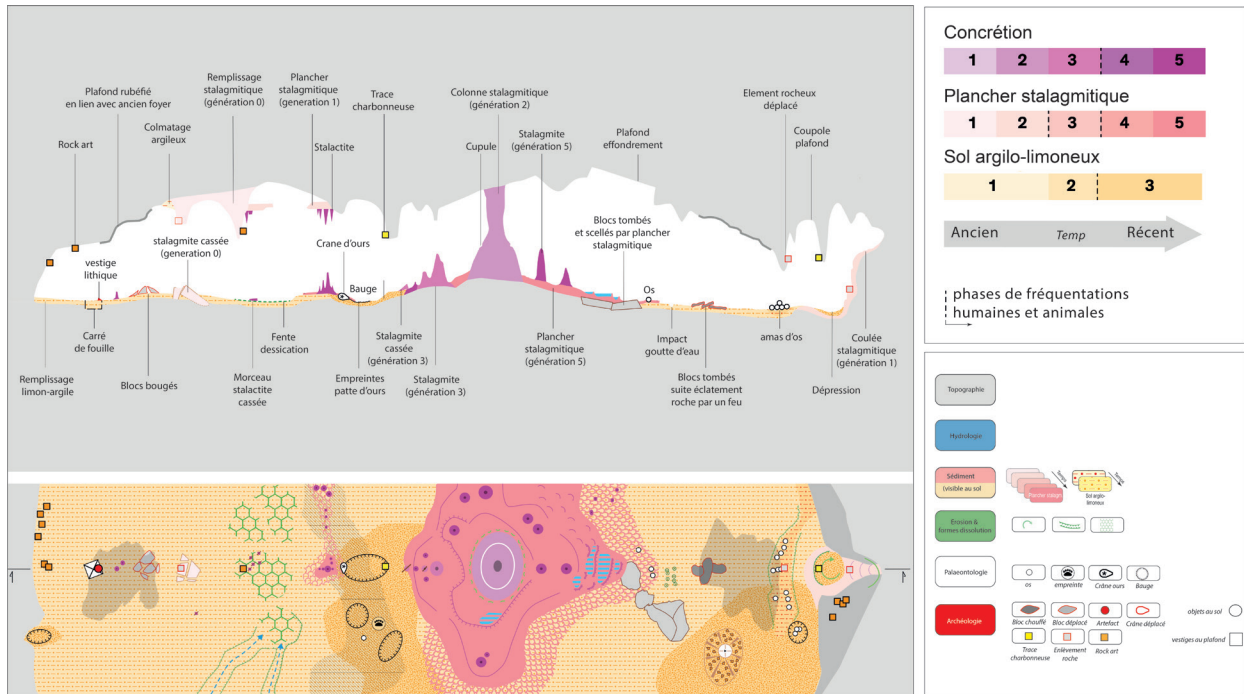 Plafond rubéfié
en lien avec ancien foyer
Remplissage
stalagmitique
(génération 0)
Plancher
stalagmitique
(generation 1)
Trace
charbonneuse
Colonne stalagmitique
(génération 2)
Element rocheux
déplacé
Rock art
Colmatage
argileux
Stalactite
Cupule
Stalagmite
(génération 5)
Plafond
effondrement
Coupole
plafond
vestige
lithique
stalagmite cassée
(generation 0)
Crane d'ours
Bauge
Blocs tombés
et scellés par plancher
stalagmitique
Os
Remplissage
limon-argile
Carré
de fouille
Blocs bougés
Morceau
stalactite
cassée
Fente
dessication
Empreintes
patte d'ours
Stalagmite
cassée
(génération 3)
Stalagmite
(génération 3)
Plancher
stalagmitique
(génération 5)
Impact
goutte d'eau
Blocs tombés
suite éclatement
roche par un feu
amas d'os
Dépression
Coulée
stalagmitique
(génération 1)
Concrétion
1 2 3 4 5
Plancher stalagmitique
1 2 3 4 5
Sol argilo-limoneux
1 2 3
Ancien Temp Récent
phases de fréquentations
humaines et animales
Topographie
Hydrologie
Sédiment
(visible au sol
Temps
Plancher stalagm
Temps
Sol argilo-
limoneux
Erosion &
formes dissolution
Palaeontologie
os empreinte Crâne ours Bauge
Archéologie
Bloc chouffé Bloc déplacé Artefact Crâne déplacé
objets au sol
Trace
charbonneuse
Enlèvement
roche
Rock art
vestiges au plafond